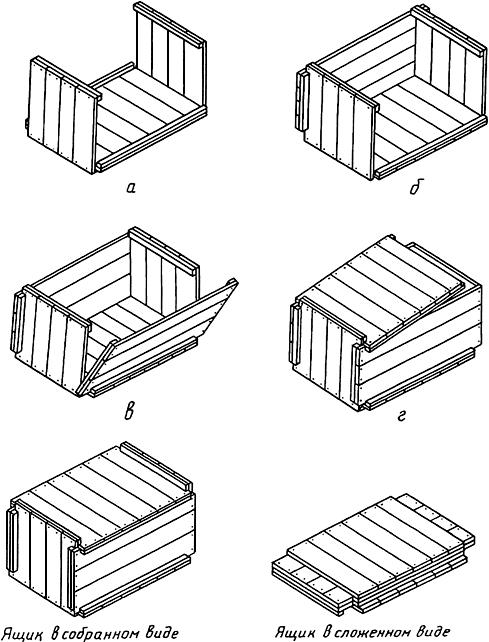 а
б
в
г
Ящик в собранном виде
Ящик в сложенном виде